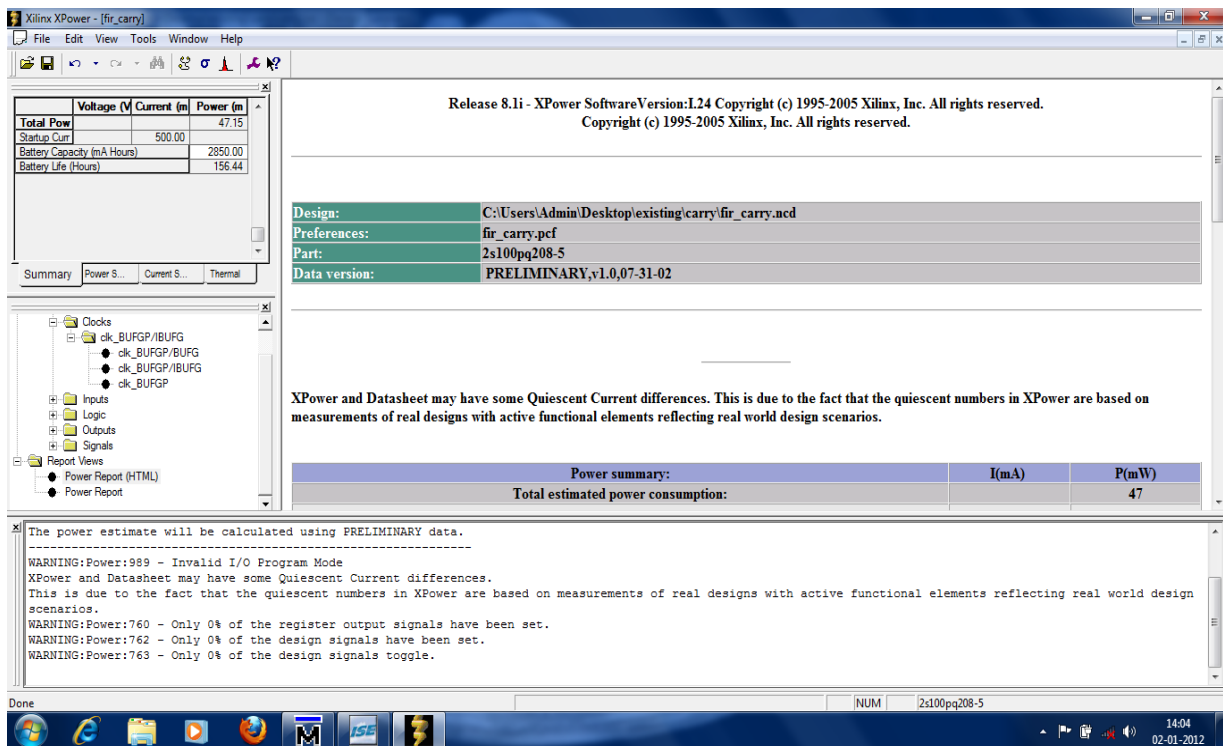 Xilinx XPower - [fir_carry]
File Edit View Tools Window Help
Voltage (V Current (m Power (m
Total Pow 47.15
Startup Curr 500.00
Battery Capacity (mA Hours) 2850.00
Battery Life (Hours) 156.44
Summary Power S... Current S... Thermal
Clocks
clk_BUFGP/IBUFG
clk_BUFGP/BUFG
clk_BUFGP/IBUFG
clk_BUFGP
Inputs
Logic
Outputs
Signals
Report Views
Power Report (HTML)
Power Report
Release 8.1i - XPower SoftwareVersion:I.24 Copyright (c) 1995-2005 Xilinx, Inc. All rights reserved.
Copyright (c) 1995-2005 Xilinx, Inc. All rights reserved.
Design: C:\Users\Admin\Desktop\existing\carry\fir_carry.ncd
Preferences: fir_carry.pcf
Part: 2s100pq208-5
Data version: PRELIMINARY,v1.0,07-31-02
XPower and Datasheet may have some Quiescent Current differences. This is due to the fact that the quiescent numbers in XPower are based on
measurements of real designs with active functional elements reflecting real world design scenarios.
Power summary: I(mA) P(mW)
Total estimated power consumption: 47
The power estimate will be calculated using PRELIMINARY data.
----------------------------------------------------------------
WARNING:Power:989 - Invalid I/O Program Mode
XPower and Datasheet may have some Quiescent Current differences.
This is due to the fact that the quiescent numbers in XPower are based on measurements of real designs with active functional elements reflecting real world design
scenarios.
WARNING:Power:760 - Only 0% of the register output signals have been set.
WARNING:Power:762 - Only 0% of the design signals have been set.
WARNING:Power:763 - Only 0% of the design signals toggle.
Done NUM 2s100pq208-5
M ISE
14:04
02-01-2012